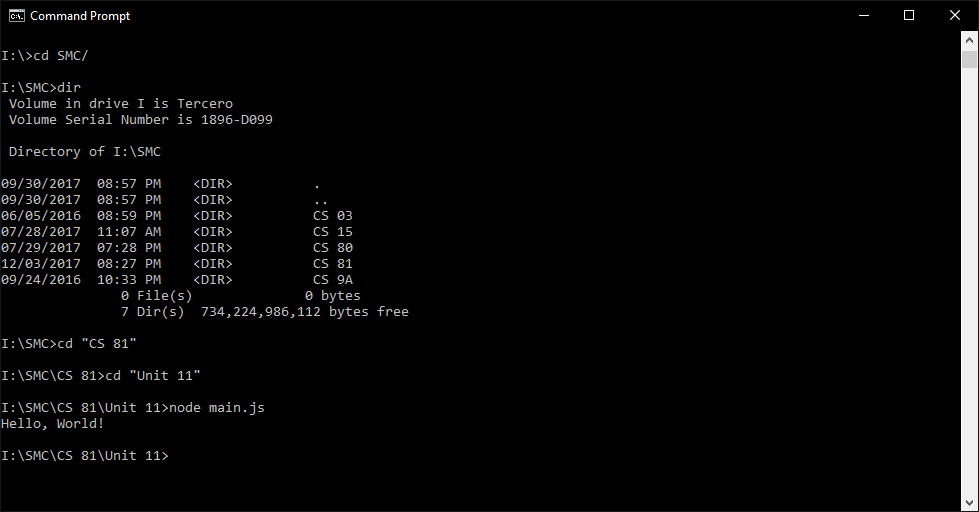 Command Prompt
I:\>cd SMC/
I:\SMC>dir
 Volume in drive I is Tercero
 Volume Serial Number is 1896-D099
 Directory of I:\SMC
09/30/2017  08:57 PM    <DIR>          .
09/30/2017  08:57 PM    <DIR>          ..
06/05/2016  08:59 PM    <DIR>          CS 03
07/28/2017  11:07 AM    <DIR>          CS 15
07/29/2017  07:28 PM    <DIR>          CS 80
12/03/2017  08:27 PM    <DIR>          CS 81
09/24/2016  10:33 PM    <DIR>          CS 9A
               0 File(s)              0 bytes
               7 Dir(s)  734,224,986,112 bytes free
I:\SMC>cd "CS 81"
I:\SMC\CS 81>cd "Unit 11"
I:\SMC\CS 81\Unit 11>node main.js
Hello, World!
I:\SMC\CS 81\Unit 11>